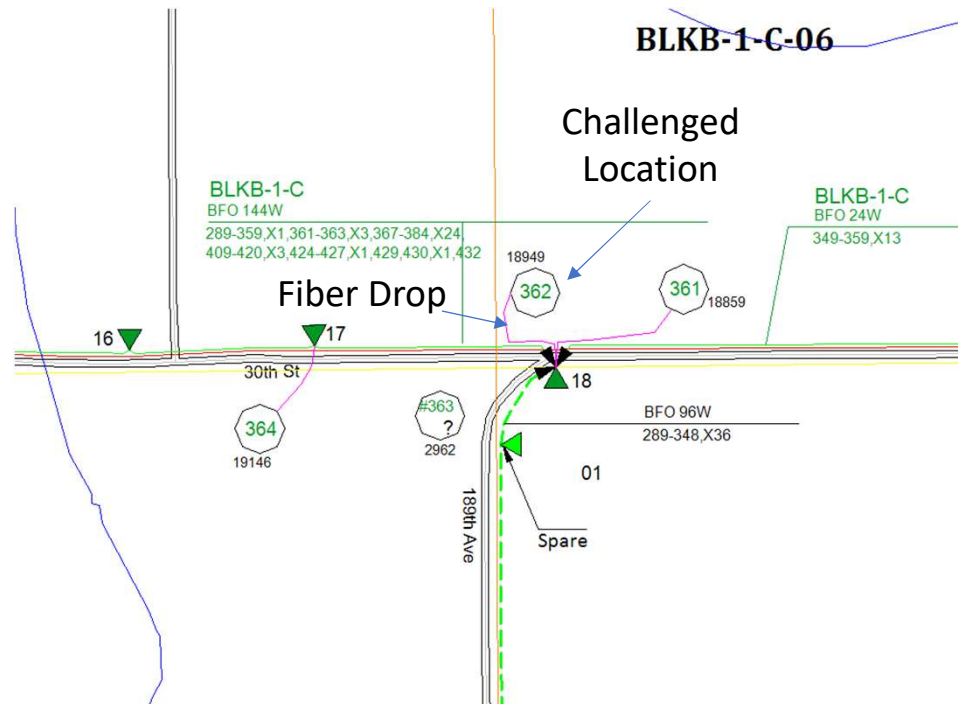 BLKB-1-C-06
Challenged
Location
BLKB-1-C
BFO 144W
289-359,X1,361-363,X3,367-384,X24,
409-420,X3,424-427,X1,429,430,X1,432
BLKB-1-C
BFO 24W
349-359,X13
18949
362
361
18859
Fiber Drop
16
17
30th St
18
#363
?
2962
364
19146
BFO 96W
289-348,X36
01
189th Ave
Spare